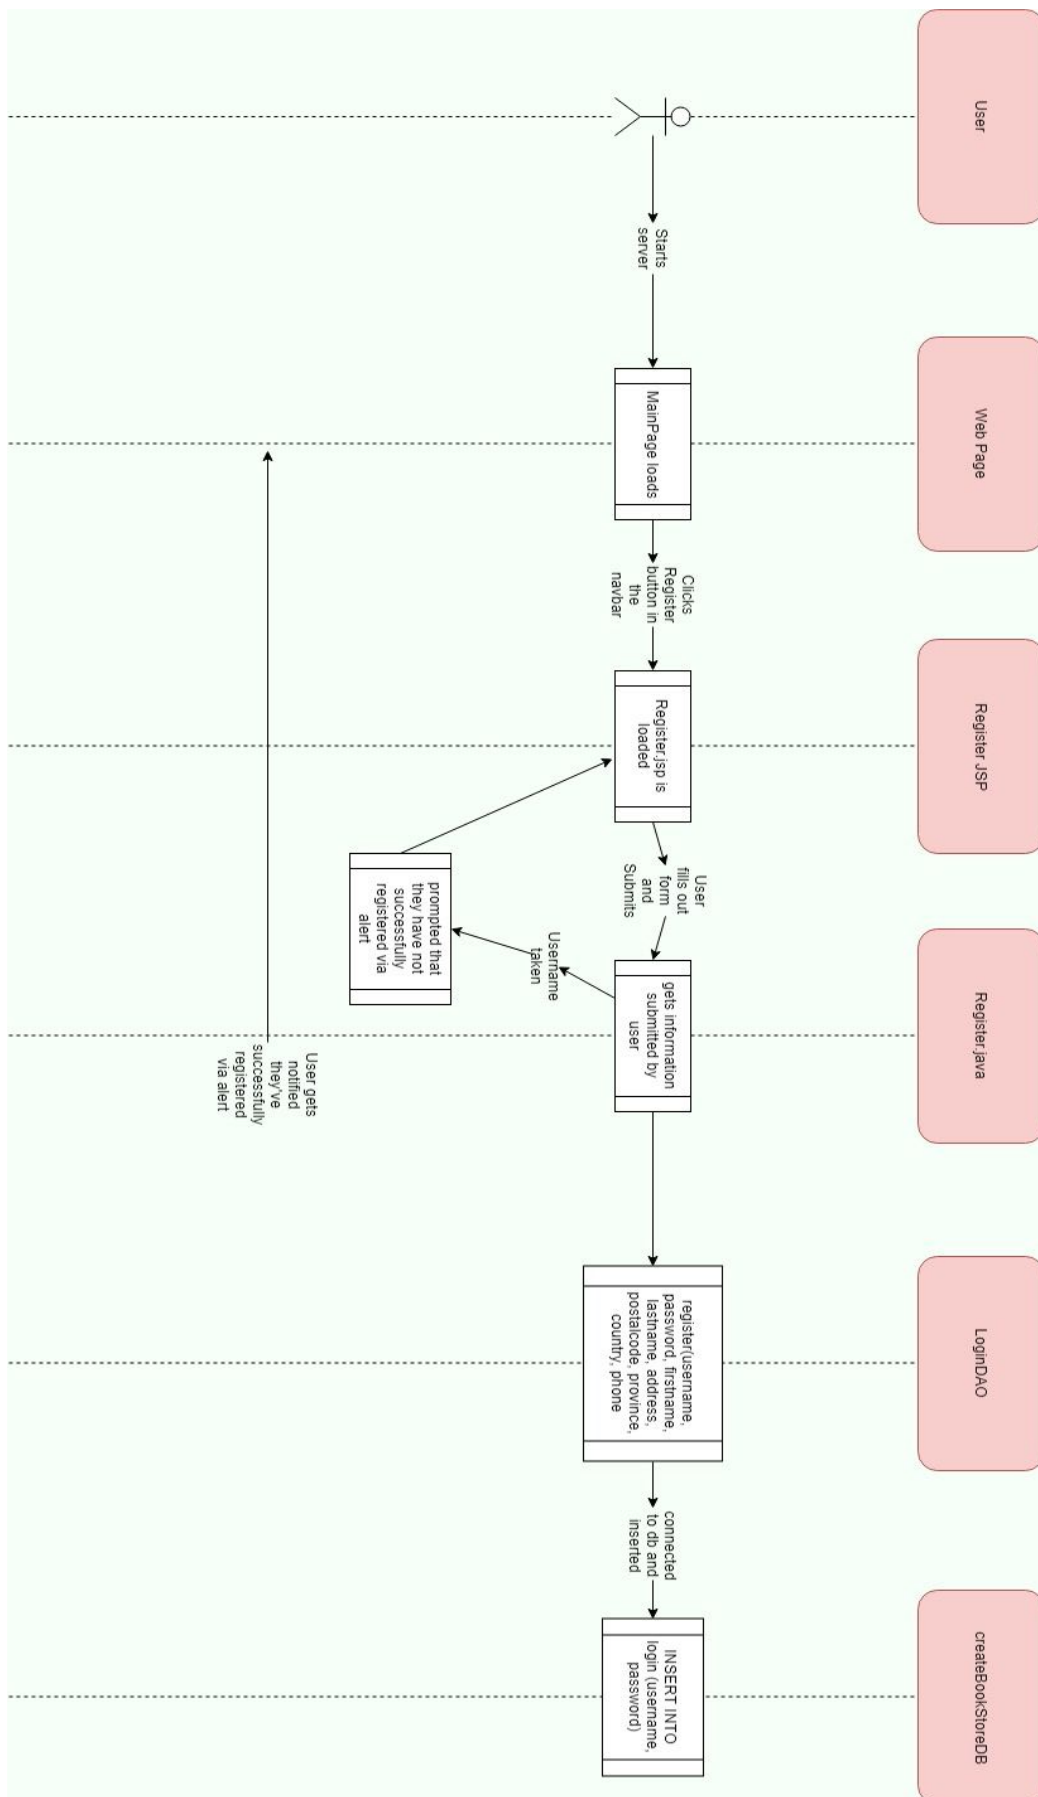 User
Web Page
Register JSP
Register.java
LoginDAO
createBookStoreDB
Starts
server
MainPage loads
Clicks
Register
button in
the
navbar
Register.jsp is
loaded
User
fills out
form
and
Submits
gets information
submitted by
user
register(username,
password, firstname,
lastname, address,
postalcode, province,
country, phone
connected
to db and
inserted
INSERT INTO
login (username,
password)
Username
taken
prompted that
they have not
successfully
registered via
alert
User gets
notified
they've
successfully
registered
via alert